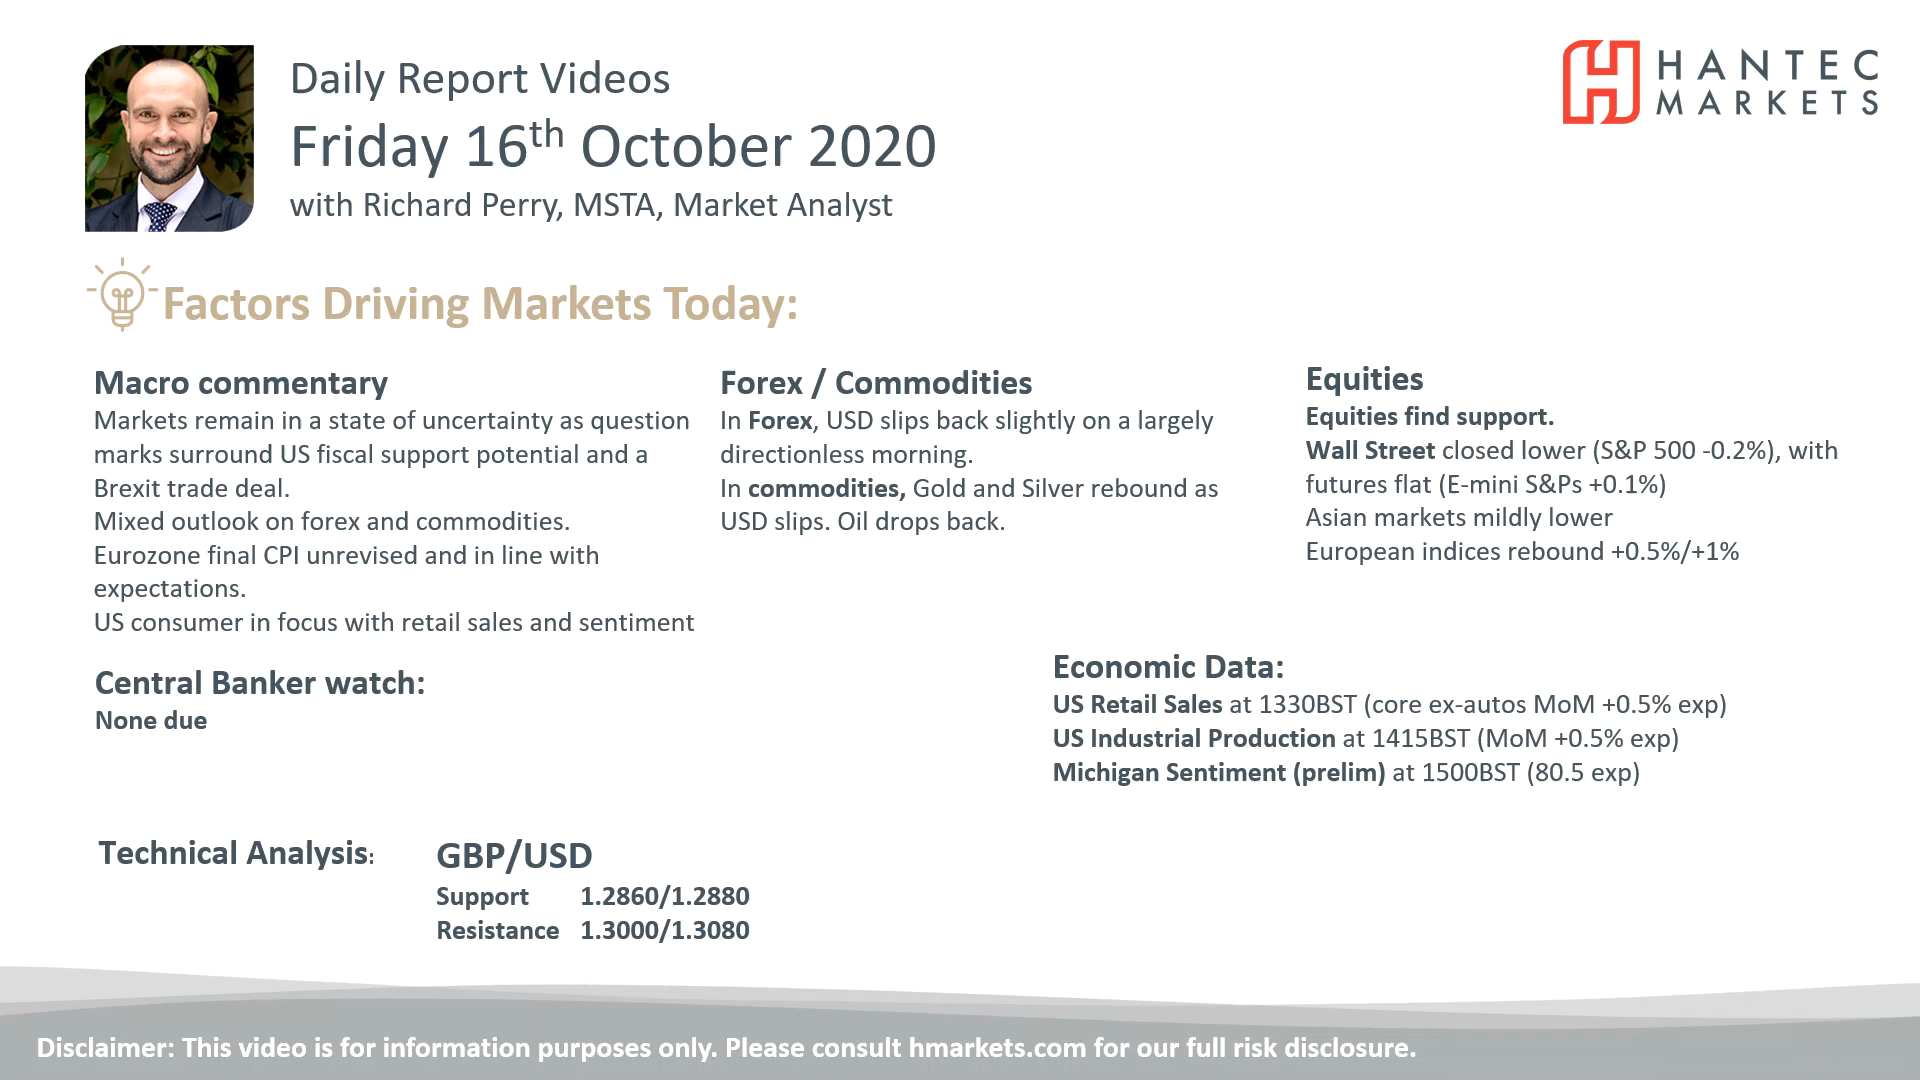 Daily Report Videos
Friday 16th October 2020
with Richard Perry, MSTA, Market Analyst
HANTEC
MARKETS
Factors Driving Markets Today:
Macro commentary
Markets remain in a state of uncertainty as question
marks surround US fiscal support potential and a
Brexit trade deal.
Mixed outlook on forex and commodities.
Eurozone final CPI unrevised and in line with
expectations.
US consumer in focus with retail sales and sentiment
Forex / Commodities
In Forex, USD slips back slightly on a largely
directionless morning.
In commodities, Gold and Silver rebound as
USD slips. Oil drops back.
Equities
Equities find support.
Wall Street closed lower (S&P 500 -0.2%), with
futures flat (E-mini S&Ps +0.1%)
Asian markets mildly lower
European indices rebound +0.5%/+1%
Central Banker watch:
None due
Economic Data:
US Retail Sales at 1330BST (core ex-autos MoM +0.5% exp)
US Industrial Production at 1415BST (MoM +0.5% exp)
Michigan Sentiment (prelim) at 1500BST (80.5 exp)
Technical Analysis:
GBP/USD
Support 1.2860/1.2880
Resistance 1.3000/1.3080
Disclaimer: This video is for information purposes only. Please consult hmarkets.com for our full risk disclosure.